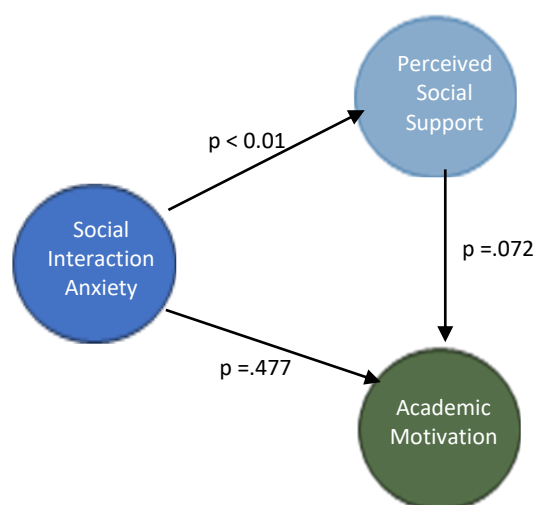 Perceived
Social
Support
p < 0.01
Social
Interaction
Anxiety
p =.072
p =.477
Academic
Motivation